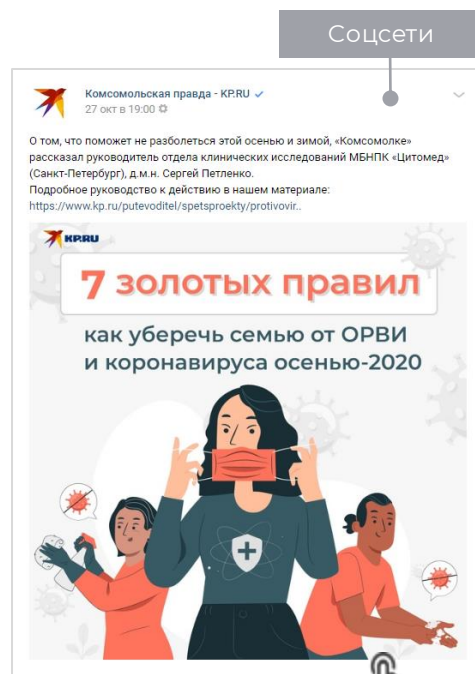 Соцсети
Комсомольская правда - KP.RU
27 окт в 19:00
О том, что поможет не разболеться этой осенью и зимой, «Комсомолке»
рассказал руководитель отдела клинических исследований МБНПК «Цитомед»
(Санкт-Петербург), д.м.н. Сергей Петленко.
Подробное руководство к действию в нашем материале:
https://www.kp.ru/putevoditel/spetsproekty/protivovir..
KP.RU
7 золотых правил
как уберечь семью от ОРВИ
и коронавируса осенью-2020